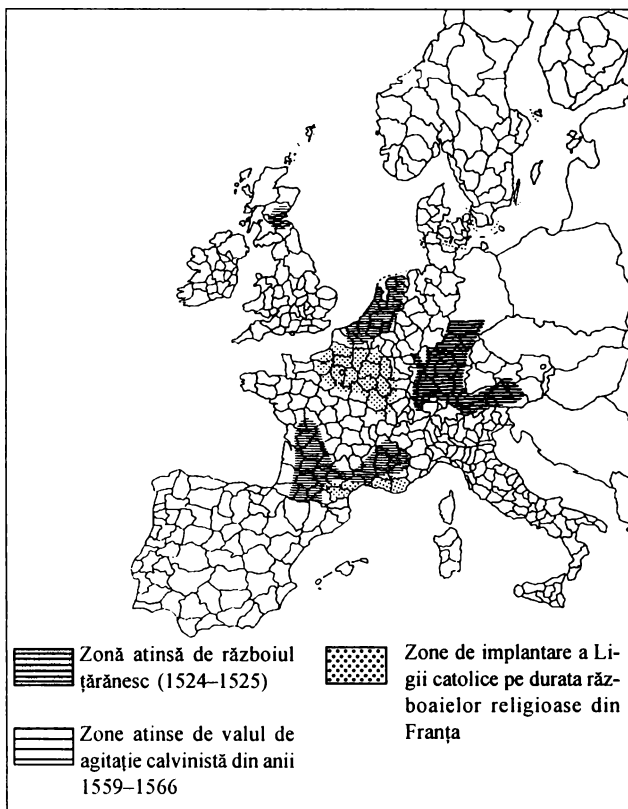 Zonă atinsă de războiul
țărănesc (1524–1525)
Zone atinse de valul de
agitație calvinistă din anii
1559–1566
Zone de implantare a Li-
gii catolice pe durata răz-
boaielor religioase din
Franța